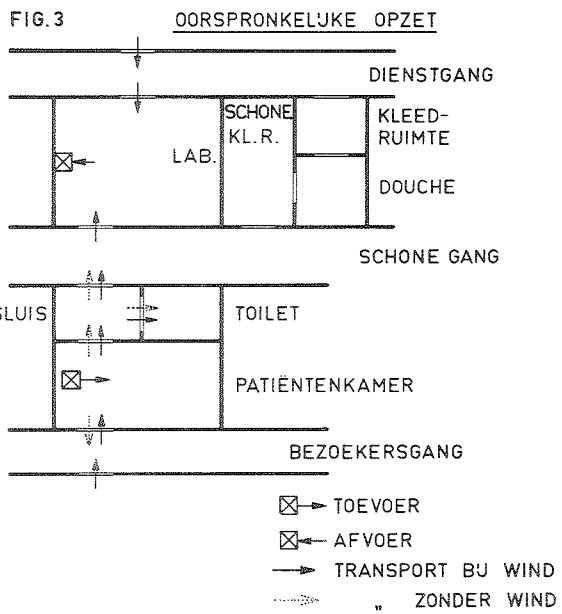 FIG.3 OORSPRONKELIJKE OPZET
DIENSTGANG
SCHONE
KL.R.
KLEED-
RUIMTE
LAB.
DOUCHE
SCHONE GANG
SLUIS
TOILET
PATIËNTENKAMER
BEZOEKERSGANG
TOEVOER
AFVOER
TRANSPORT BIJ WIND
„ ZONDER WIND